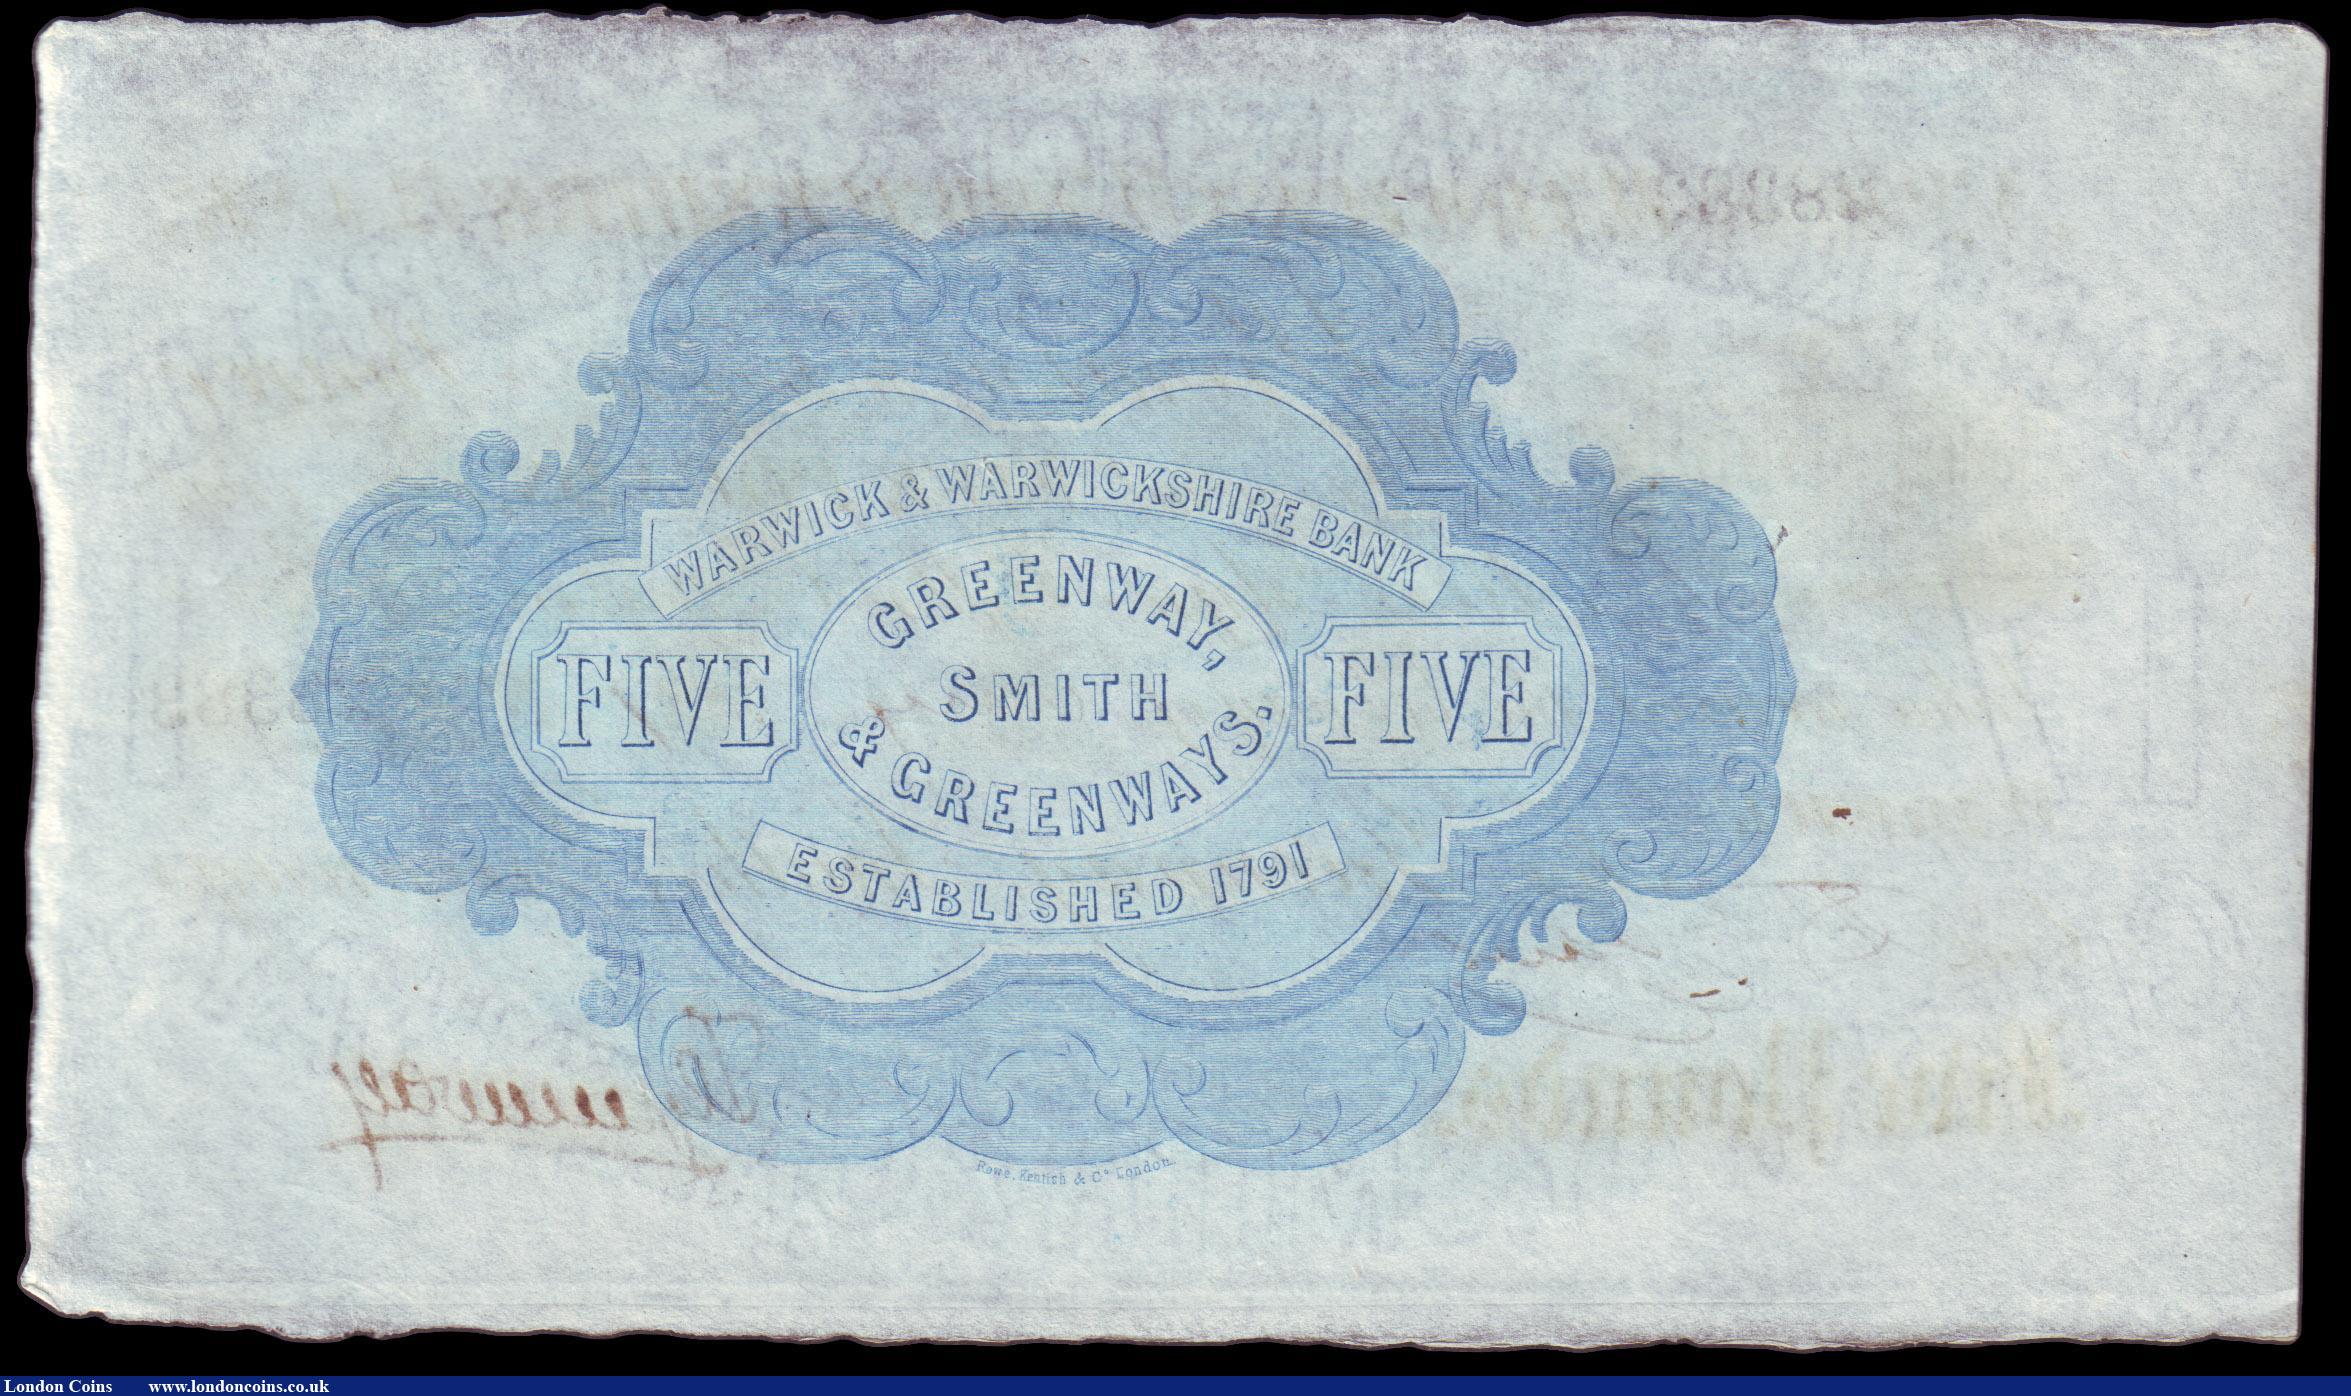 WARWICK & WARWICKSHIRE BANK
GREENWAY,
FIVE SMITH FIVE
& GREENWAYS.
ESTABLISHED 1791
Rowe, Kentish & Co London.
London Coins www.londoncoins.co.uk